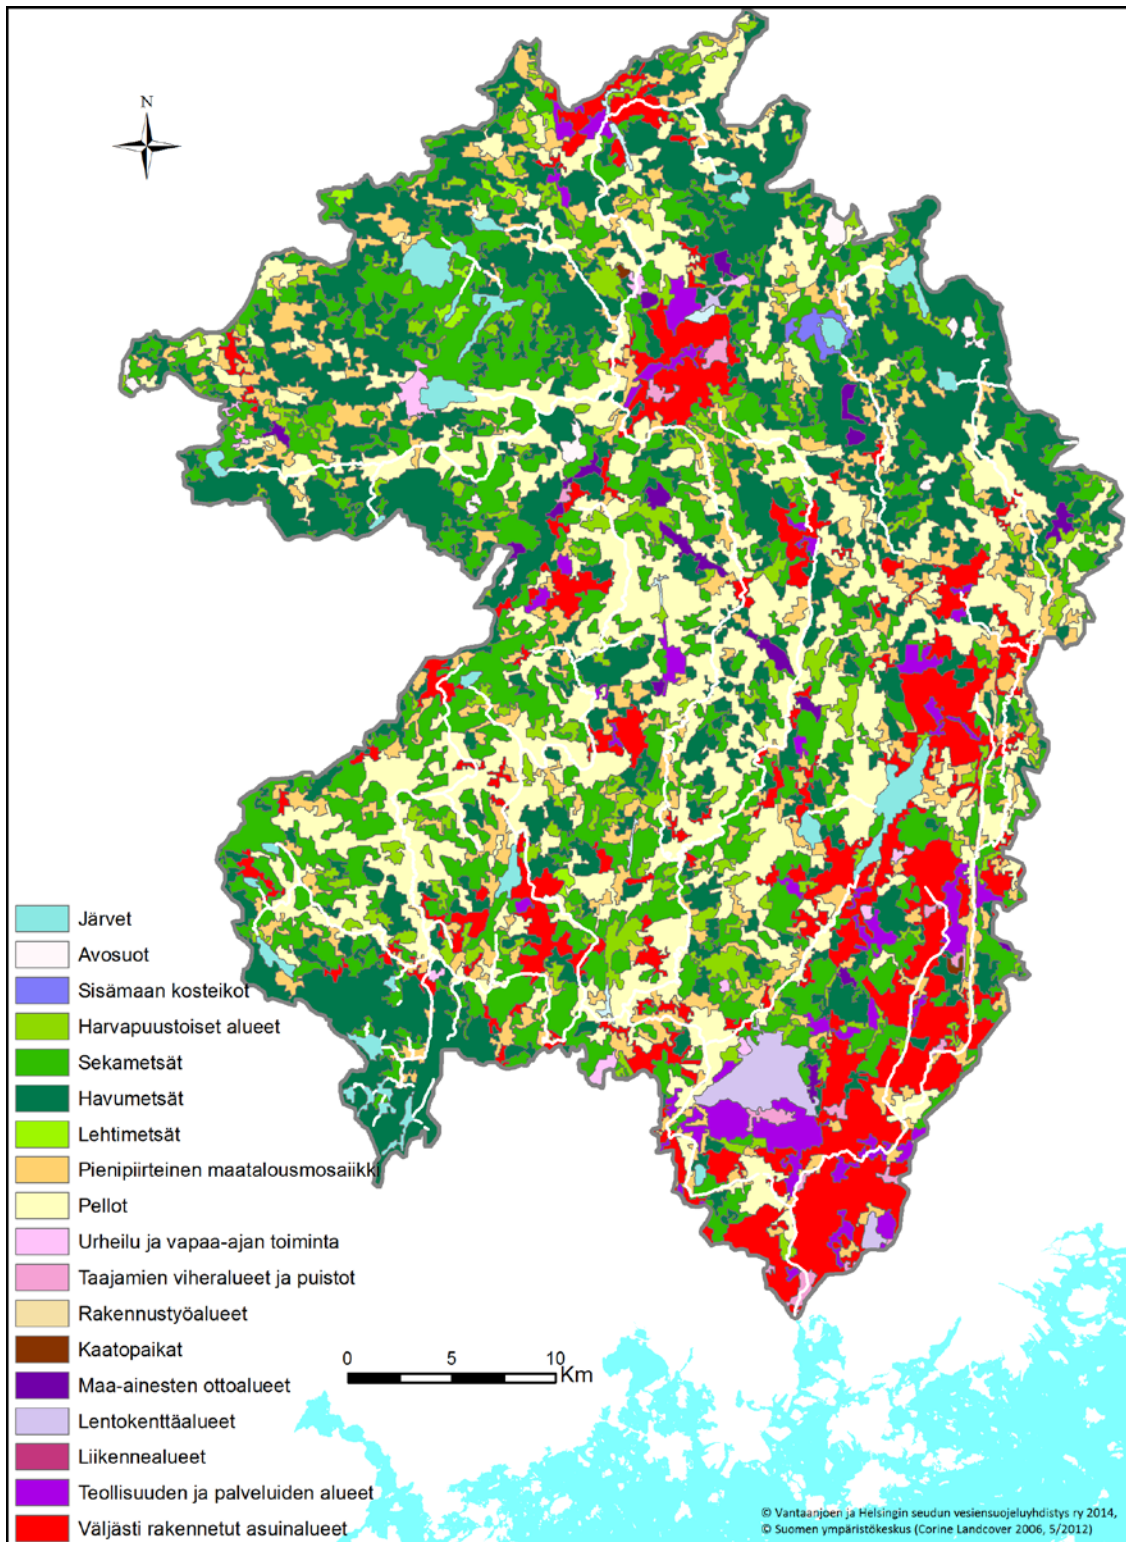 N
Järvet
Avosuot
Sisämaan kosteikot
Harvapuustoiset alueet
Sekametsät
Havumetsät
Lehtimetsät
Pienipiirteinen maatalousmosaiikki
Pellot
Urheilu ja vapaa-ajan toiminta
Taajamien viheralueet ja puistot
Rakennustyöalueet
Kaatopaikat
Maa-ainesten ottoalueet
Lentokenttäalueet
Liikennealueet
Teollisuuden ja palveluiden alueet
Väljästi rakennetut asuinalueet
0 5 10
Km
© Vantaanjoen ja Helsingin seudun vesiensuojeluyhdistys ry 2014,
© Suomen ympäristökeskus (Corine Landcover 2006, 5/2012)